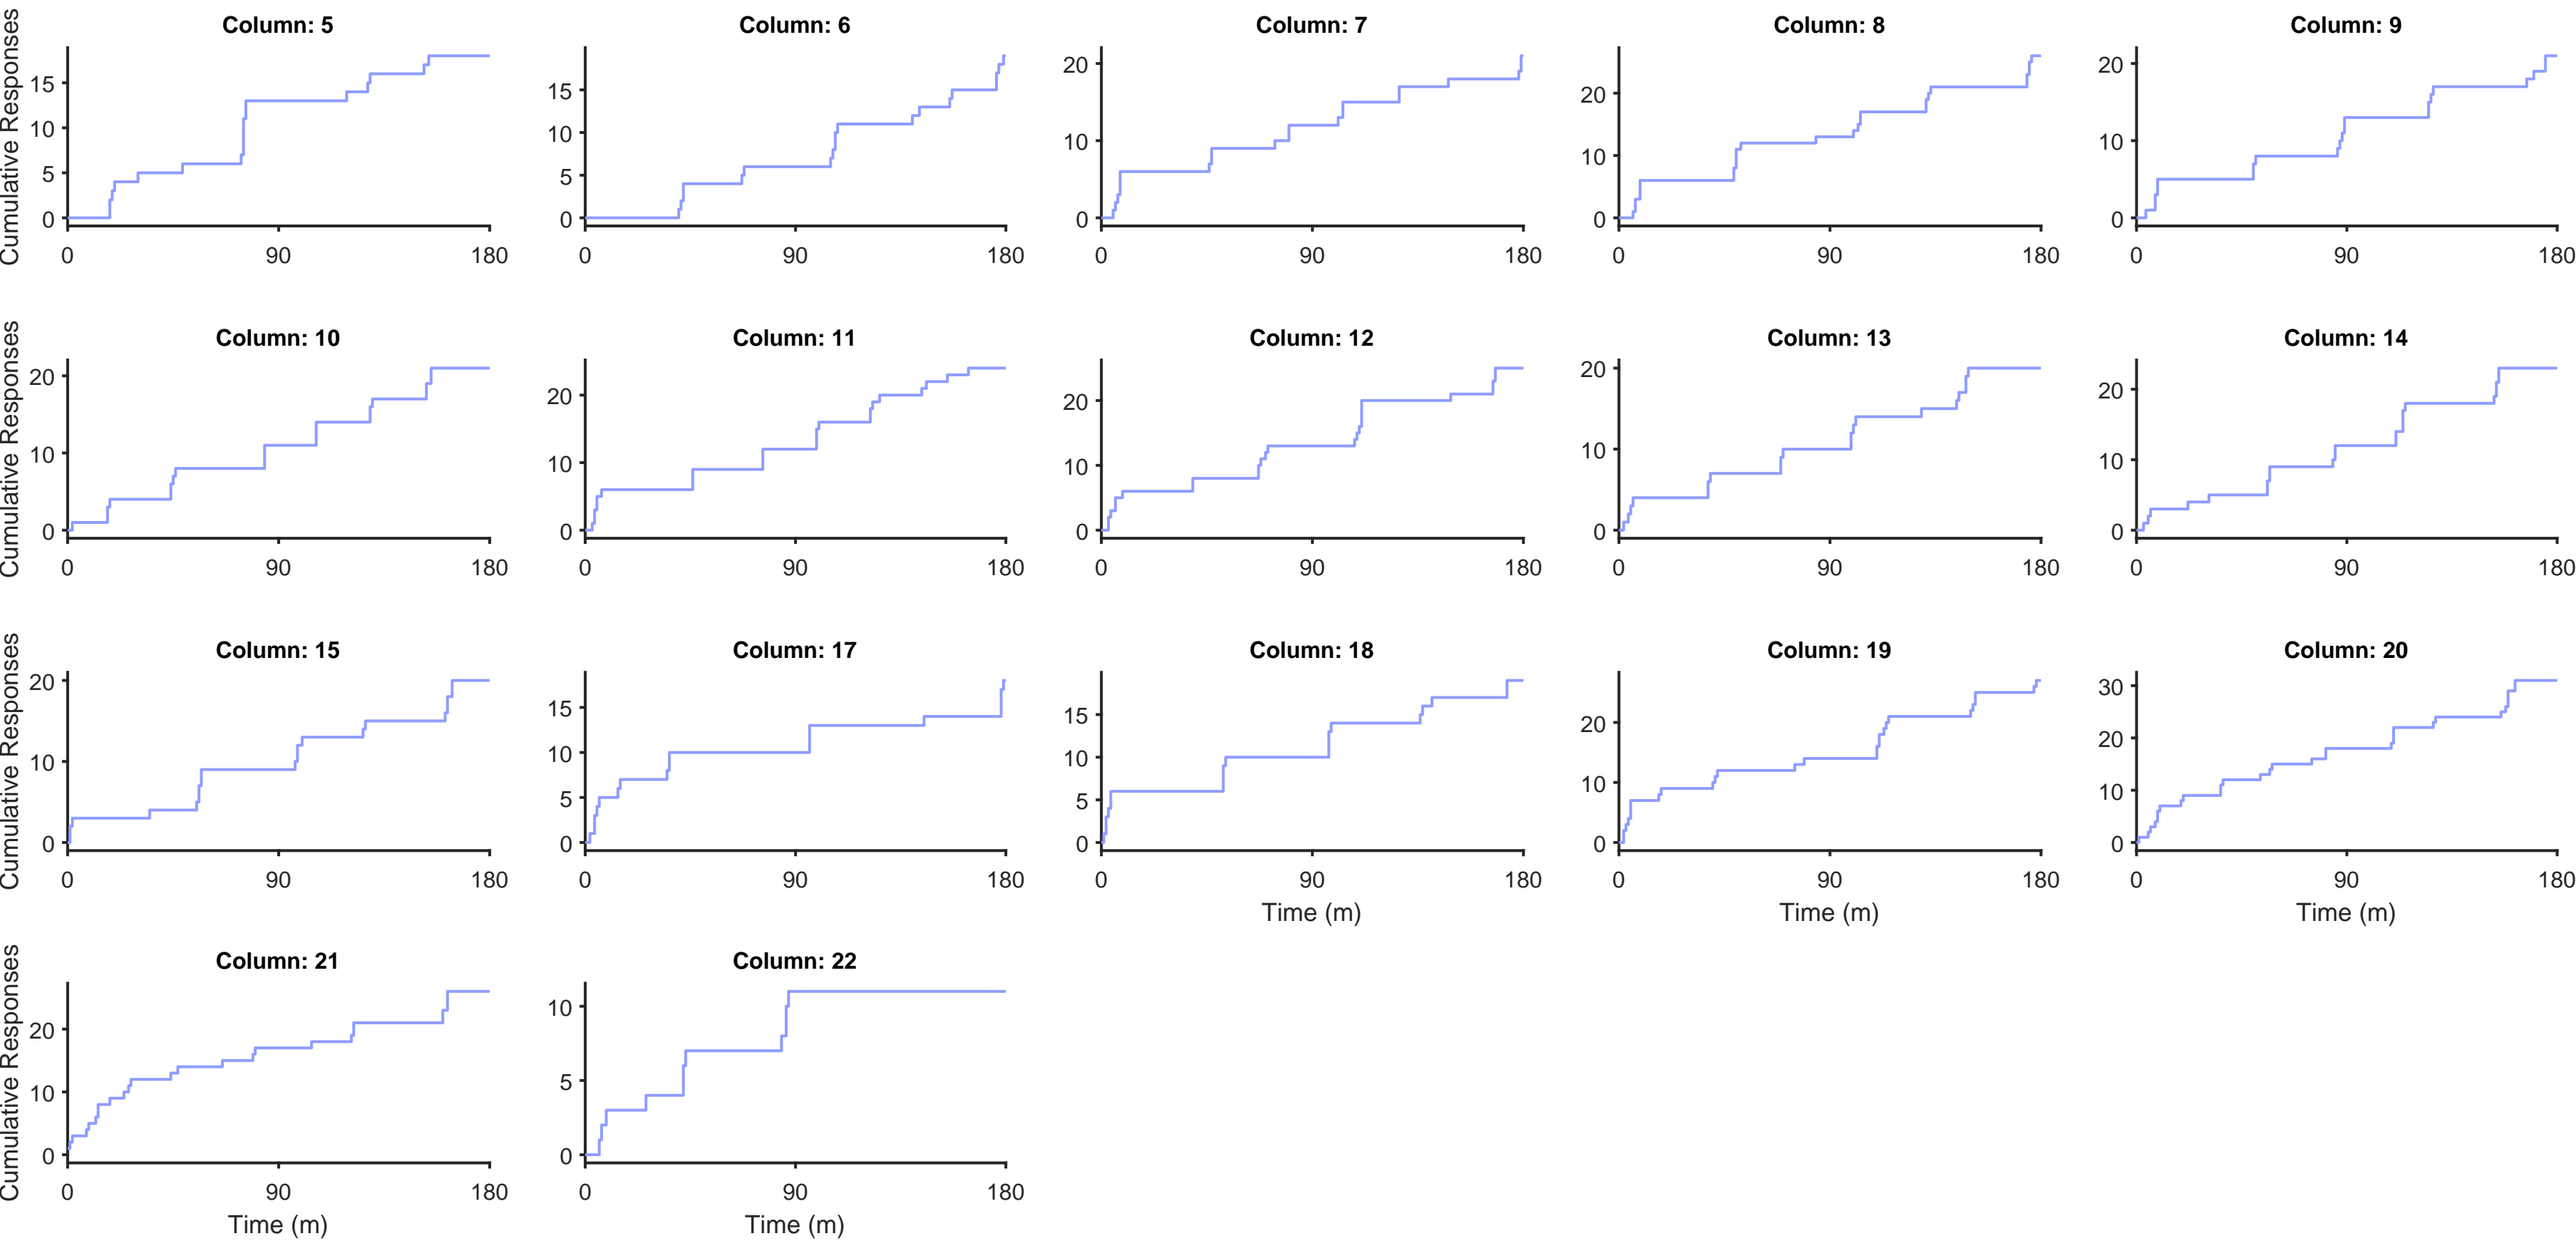 Column: 5
Column: 6
Column: 7
Column: 8
Column: 9
Cumulative Responses
15
10
5
0
15
10
5
0
20
10
0
20
10
0
20
10
0
0 90 180
0 90 180
0 90 180
0 90 180
0 90 180
Column: 10
Column: 11
Column: 12
Column: 13
Column: 14
Cumulative Responses
20
10
0
20
10
0
20
10
0
20
10
0
20
10
0
0 90 180
0 90 180
0 90 180
0 90 180
0 90 180
Column: 15
Column: 17
Column: 18
Column: 19
Column: 20
Cumulative Responses
20
10
0
15
10
5
0
15
10
5
0
20
10
0
30
20
10
0
0 90 180
0 90 180
0 90 180
0 90 180
0 90 180
Time (m)
Time (m)
Time (m)
Column: 21
Column: 22
Cumulative Responses
20
10
0
10
5
0
0 90 180
0 90 180
Time (m)
Time (m)